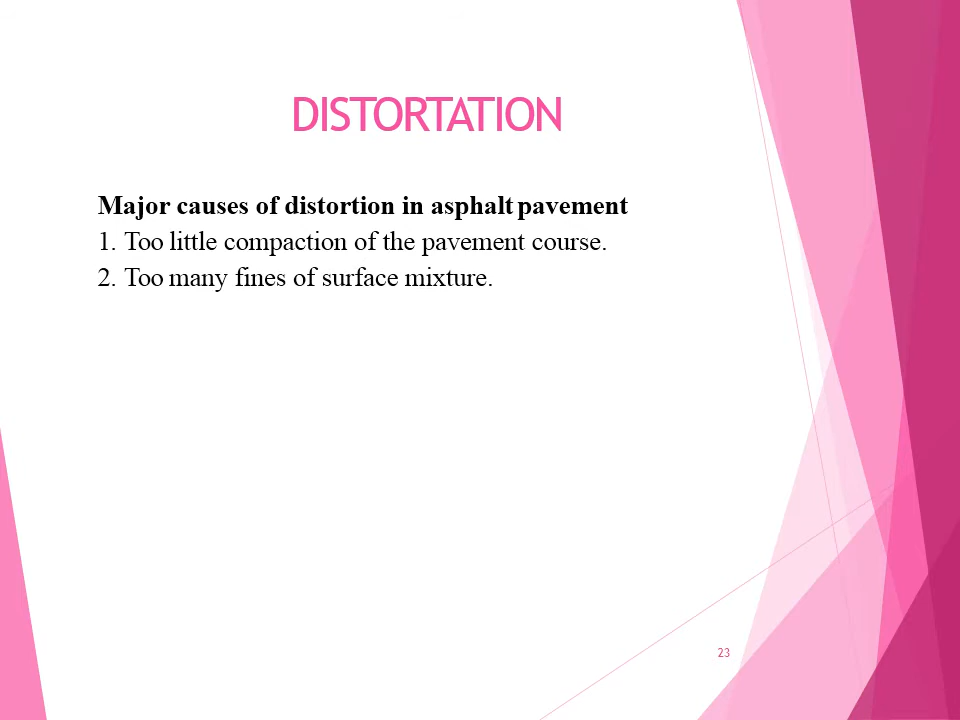 DISTORTATION
Major causes of distortion in asphalt pavement
1. Too little compaction of the pavement course.
2. Too many fines of surface mixture.
23